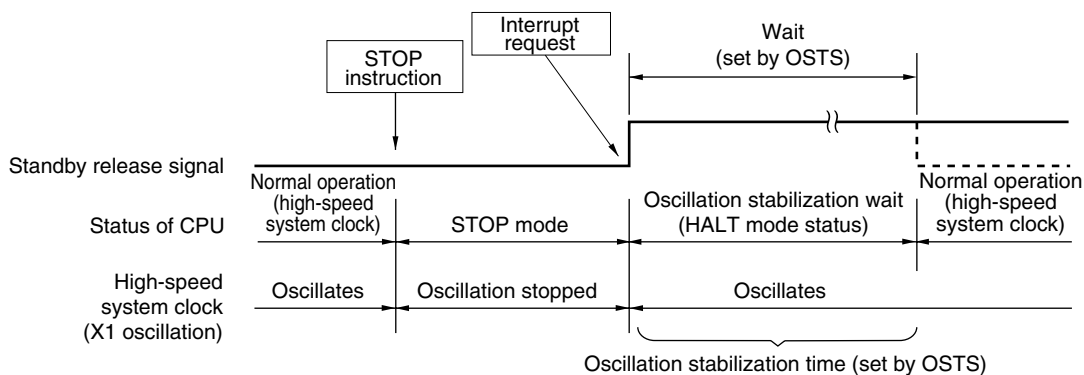 Interrupt
request
Wait
(set by OSTS)
STOP
instruction
Standby release signal
Normal operation
(high-speed
system clock)
Status of CPU
STOP mode
Oscillation stabilization wait
(HALT mode status)
Normal operation
(high-speed
system clock)
High-speed
system clock
(X1 oscillation)
Oscillates
Oscillation stopped
Oscillates
Oscillation stabilization time (set by OSTS)